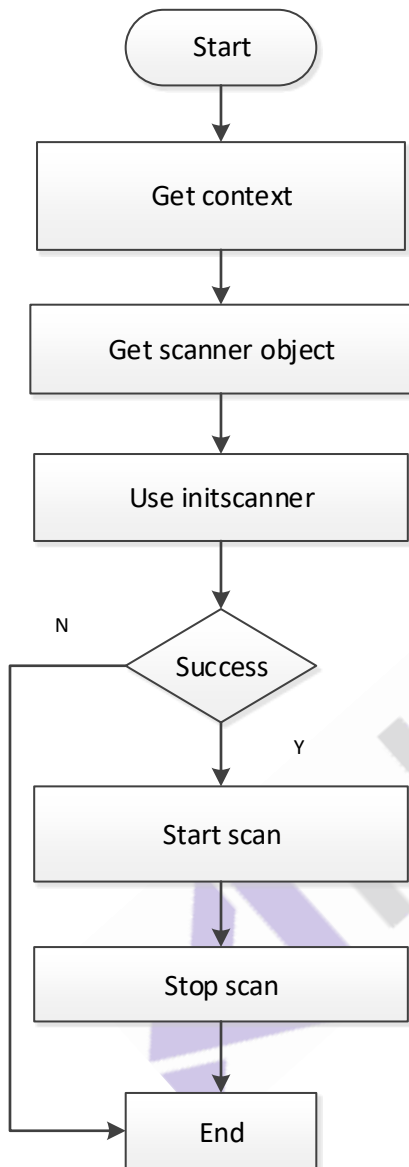 Start
Get context
Get scanner object
Use initscanner
N
Success
Y
Start scan
Stop scan
End